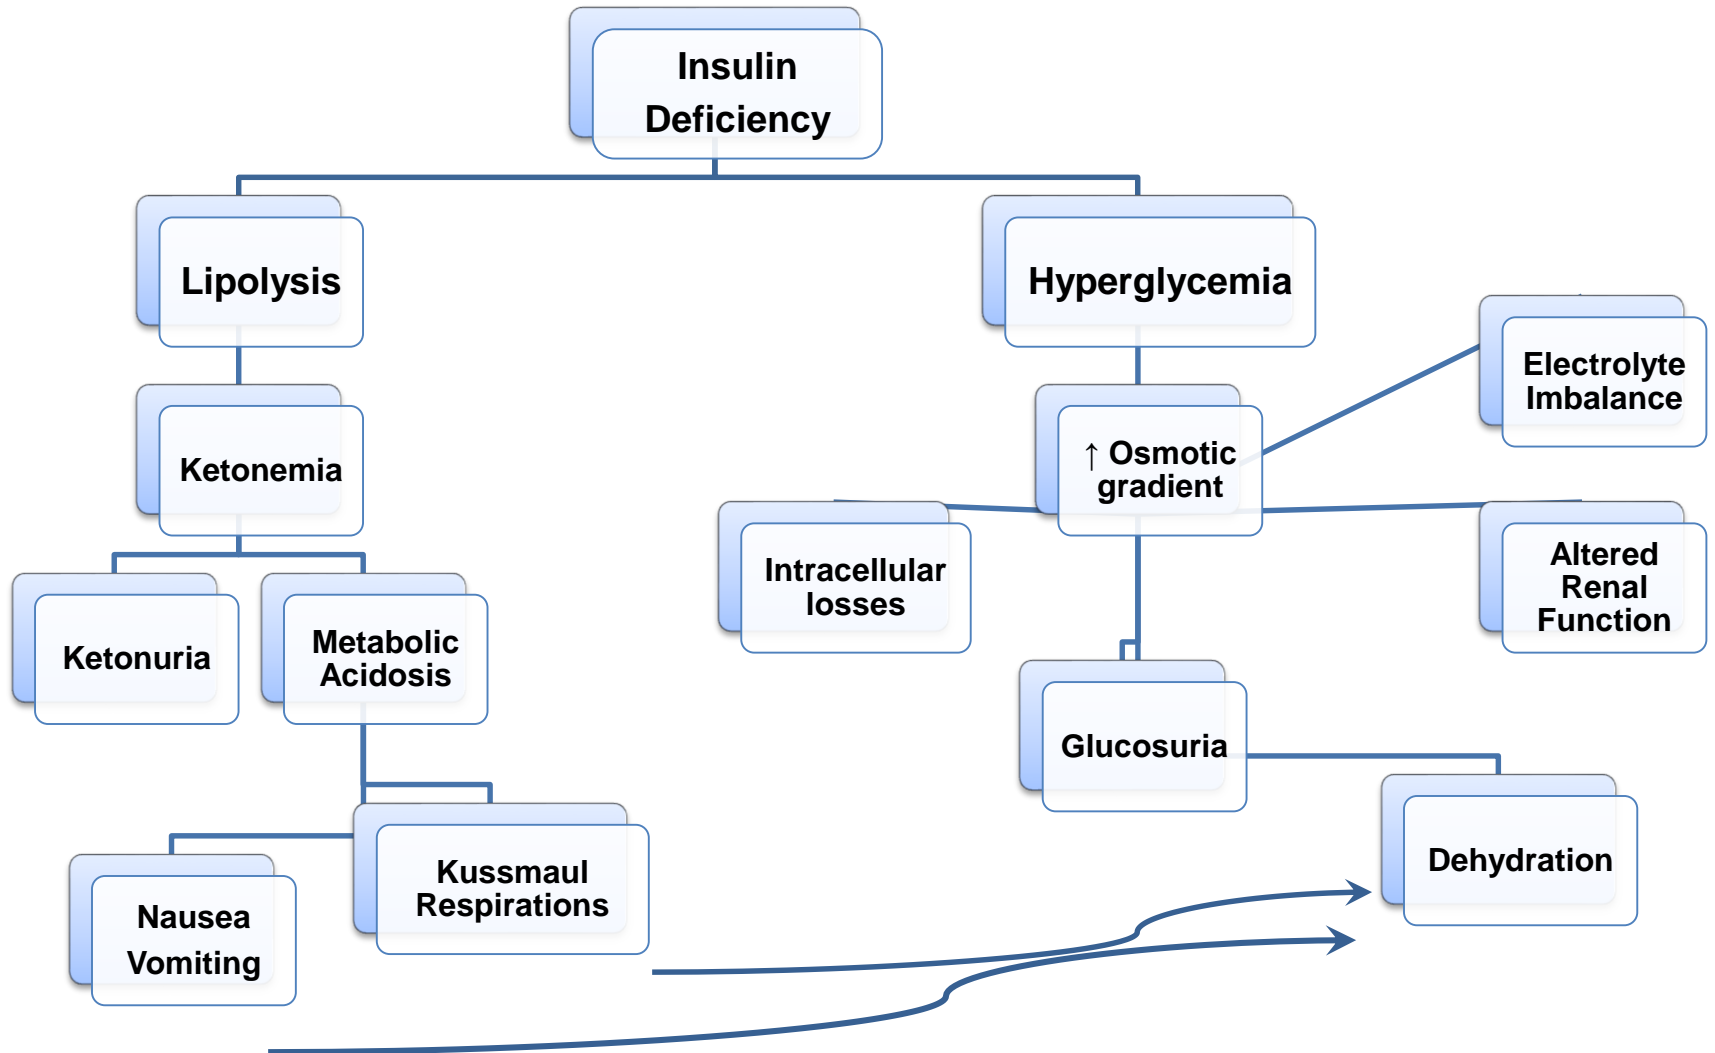 Insulin
Deficiency
Lipolysis
Hyperglycemia
Electrolyte
Imbalance
Ketonemia
↑ Osmotic
gradient
Intracellular
losses
Altered
Renal
Function
Ketonuria
Metabolic
Acidosis
Glucosuria
Dehydration
Kussmaul
Respirations
Nausea
Vomiting